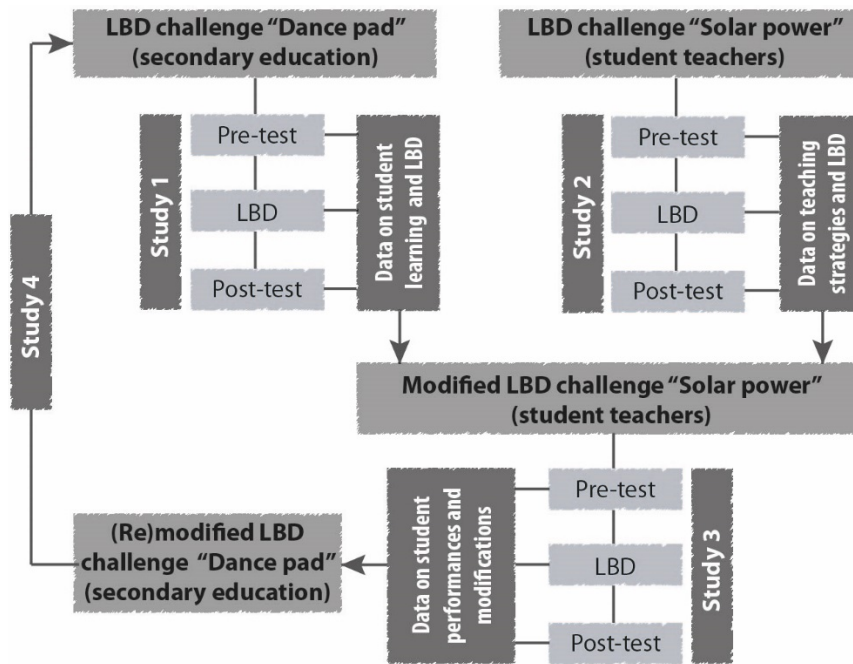 LBD challenge “Dance pad”
(secondary education)
Study 1
Pre-test
LBD
Post-test
Data on student
learning and LBD
LBD challenge “Solar power”
(student teachers)
Study 2
Pre-test
LBD
Post-test
Data on teaching
strategies and LBD
Modified LBD challenge “Solar power”
(student teachers)
Pre-test
LBD
Post-test
Study 3
Data on student
performances and
modifications
(Re)modified LBD
challenge “Dance pad”
(secondary education)
Study 4